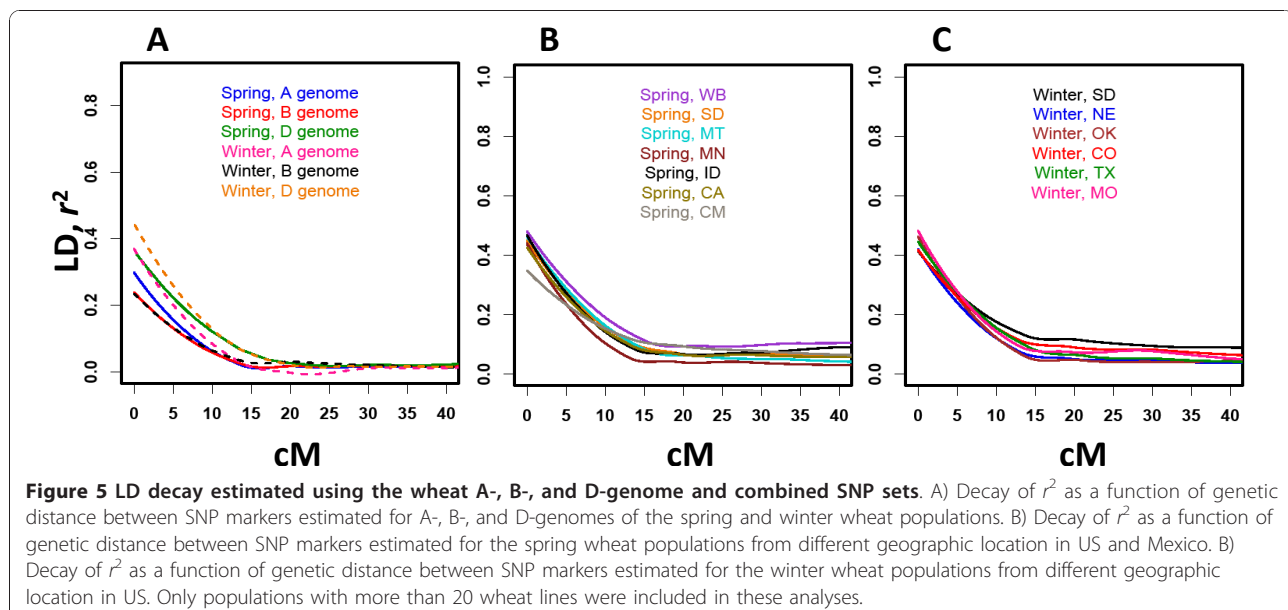 A
B
C
Spring, A genome
Spring, B genome
Spring, D genome
Winter, A genome
Winter, B genome
Winter, D genome
Spring, WB
Spring, SD
Spring, MT
Spring, MN
Spring, ID
Spring, CA
Spring, CM
Winter, SD
Winter, NE
Winter, OK
Winter, CO
Winter, TX
Winter, MO
LD, r²
0.8
0.6
0.4
0.2
0.0
1.0
0.8
0.6
0.4
0.2
0.0
1.0
0.8
0.6
0.4
0.2
0.0
0 5 10 15 20 25 30 35 40
0 5 10 15 20 25 30 35 40
0 5 10 15 20 25 30 35 40
cM
cM
cM
Figure 5 LD decay estimated using the wheat A-, B-, and D-genome and combined SNP sets. A) Decay of r² as a function of genetic
distance between SNP markers estimated for A-, B-, and D-genomes of the spring and winter wheat populations. B) Decay of r² as a function of
genetic distance between SNP markers estimated for the spring wheat populations from different geographic location in US and Mexico. B)
Decay of r² as a function of genetic distance between SNP markers estimated for the winter wheat populations from different geographic
location in US. Only populations with more than 20 wheat lines were included in these analyses.